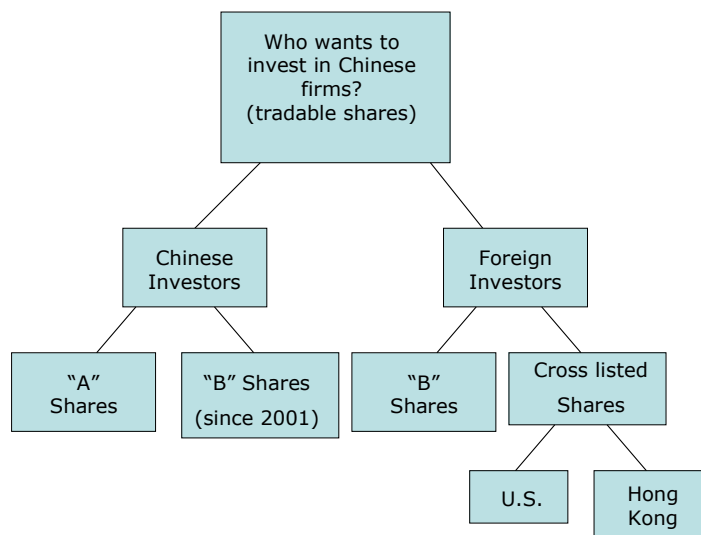 Who wants to
invest in Chinese
firms?
(tradable shares)
Chinese
Investors
Foreign
Investors
“A”
Shares
“B” Shares
(since 2001)
“B”
Shares
Cross listed
Shares
U.S.
Hong
Kong